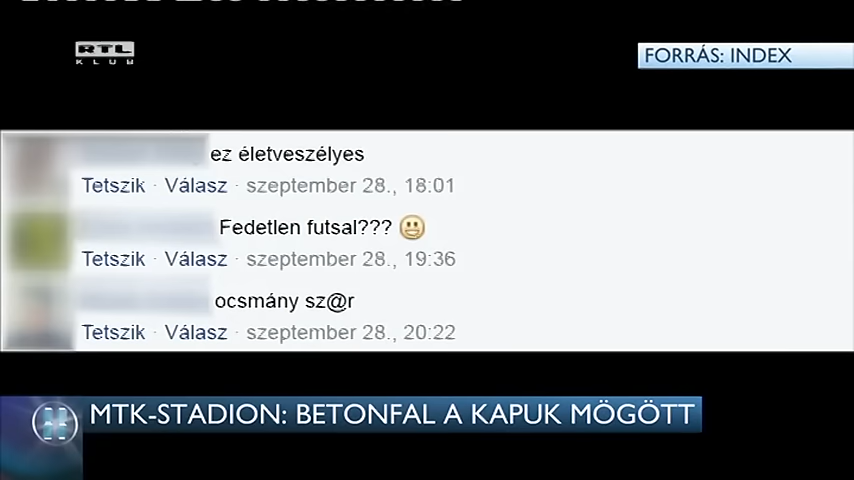 RTL
KLUB
FORRÁS: INDEX
ez életveszélyes
Tetszik · Válasz · szeptember 28., 18:01
Fedetlen futsal??? 😀
Tetszik · Válasz · szeptember 28., 19:36
ocsmány sz@r
Tetszik · Válasz · szeptember 28., 20:22
MTK-STADION: BETONFAL A KAPUK MÖGÖTT